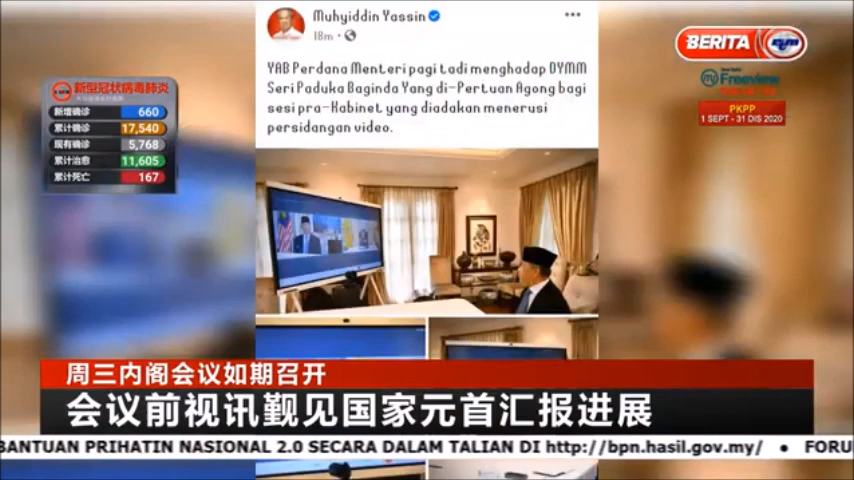 Muhyiddin Yassin
18m
YAB Perdana Menteri pagi tadi menghadap DYMM
Seri Paduka Baginda Yang di-Pertuan Agong bagi
sesi pra-Kabinet yang diadakan menerusi
persidangan video.
BERITA
Freeview
PKPP
1 SEPT - 31 DIS 2020
新型冠状病毒肺炎
新增确诊 660
累计确诊 17,540
现有确诊 5,768
累计治愈 11,605
累计死亡 167
周三内阁会议如期召开
会议前视讯觐见国家元首汇报进展
BANTUAN PRIHATIN NASIONAL 2.0 SECARA DALAM TALIAN DI http://bpn.hasil.gov.my/ • FORU